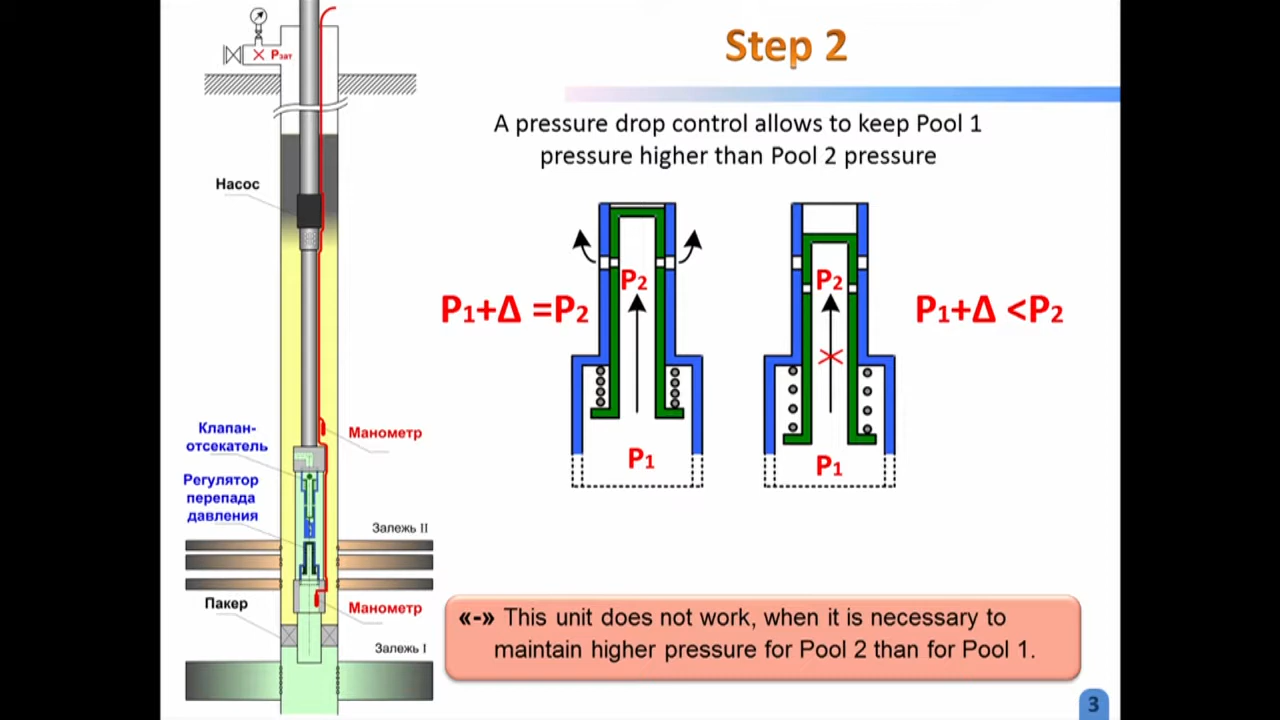 Step 2
A pressure drop control allows to keep Pool 1
pressure higher than Pool 2 pressure
Pзат
Насос
Клапан-
отсекатель
Регулятор
перепада
давления
Манометр
Залежь II
Пакер
Манометр
Залежь I
P1+Δ =P2
P2
P1
P2
P1
P1+Δ <P2
«-» This unit does not work, when it is necessary to
maintain higher pressure for Pool 2 than for Pool 1.
3